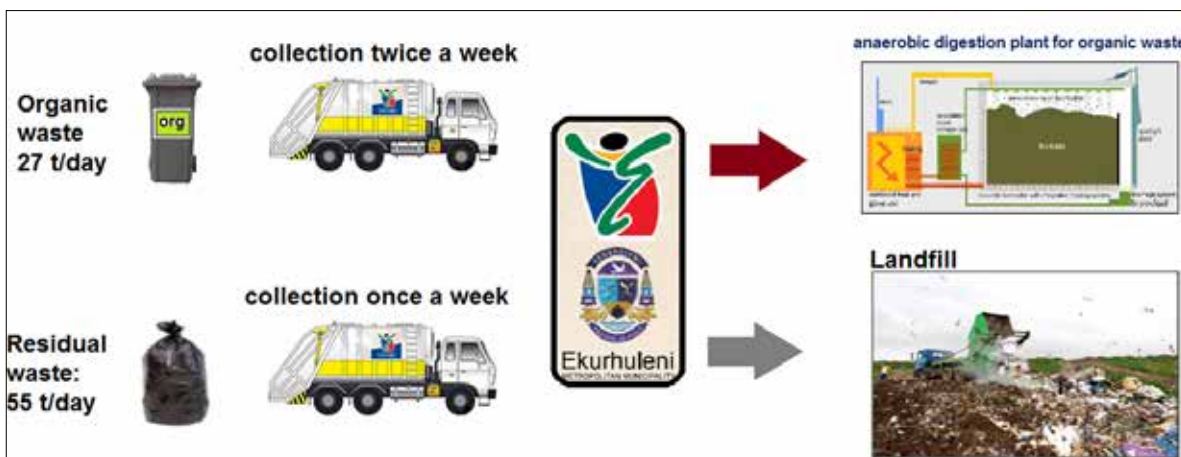 Organic
waste
27 t/day
org
collection twice a week
Residual
waste:
55 t/day
collection once a week
Ekurhuleni
METROPOLITAN MUNICIPALITY
anaerobic digestion plant for organic waste
Landfill